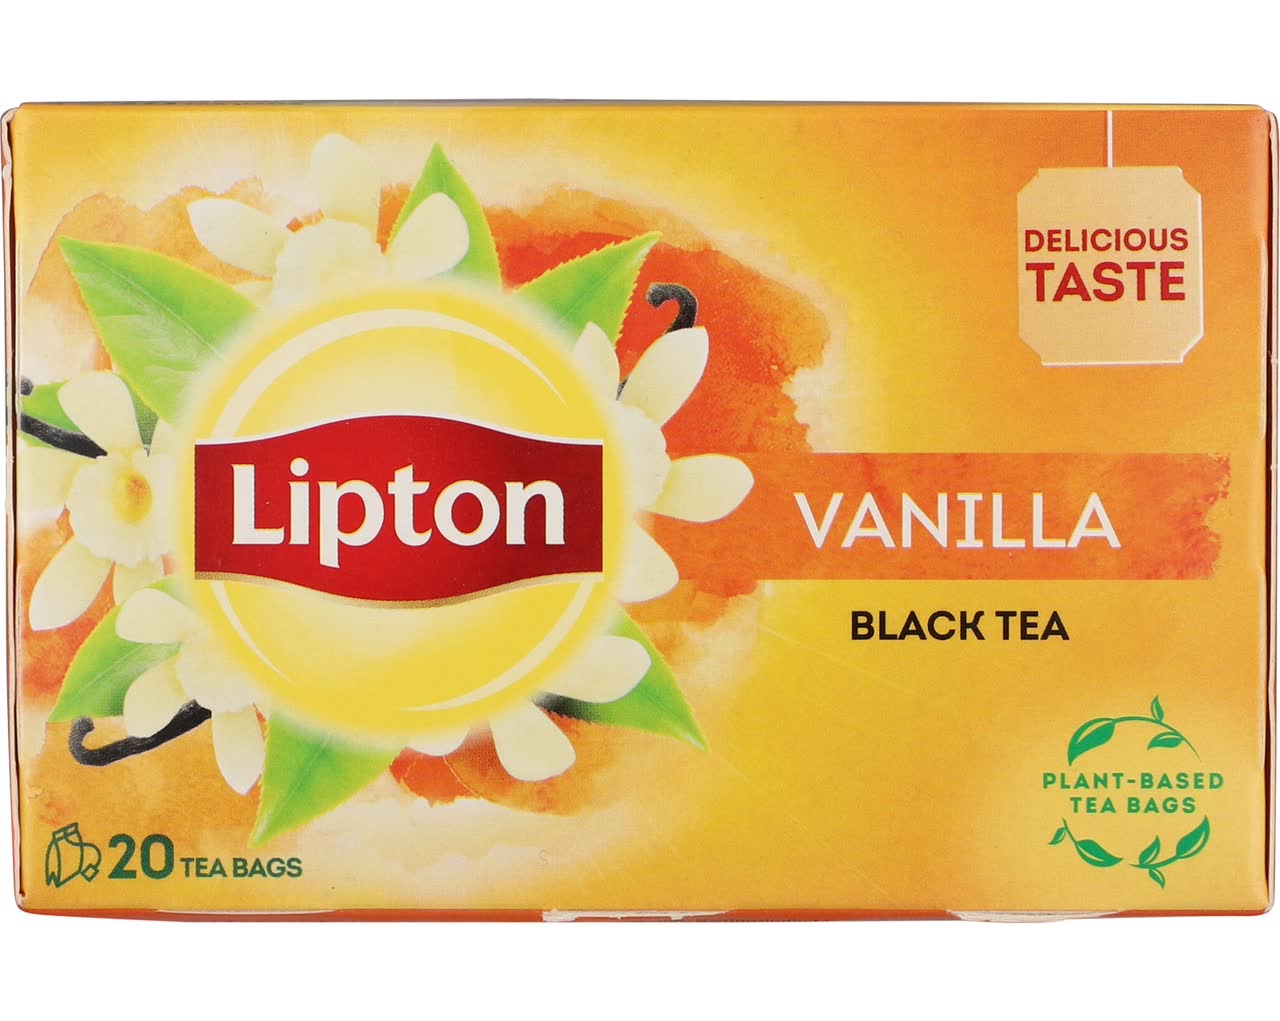 DELICIOUS
TASTE
Lipton
VANILLA
BLACK TEA
PLANT-BASED
TEA BAGS
20 TEA BAGS